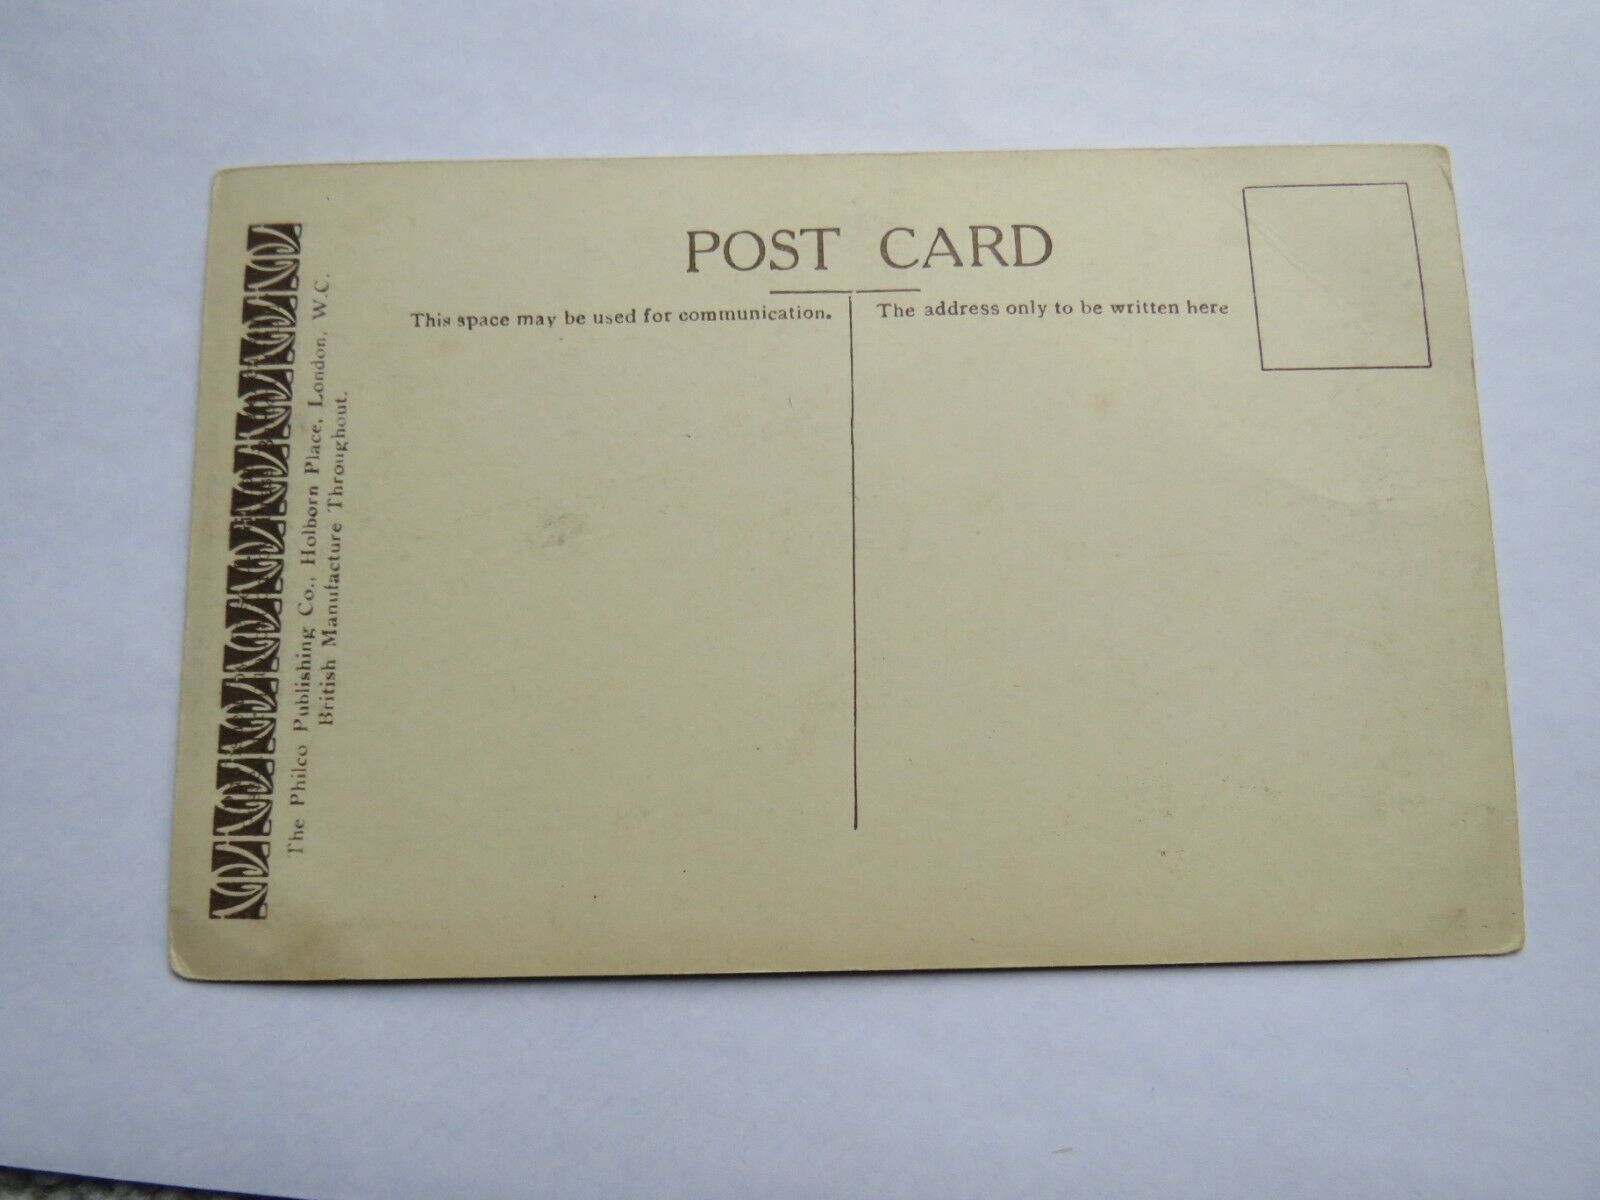 POST CARD
This space may be used for communication.
The address only to be written here
The Philco Publishing Co., Holborn Place, London, W.C.
British Manufacture Throughout.